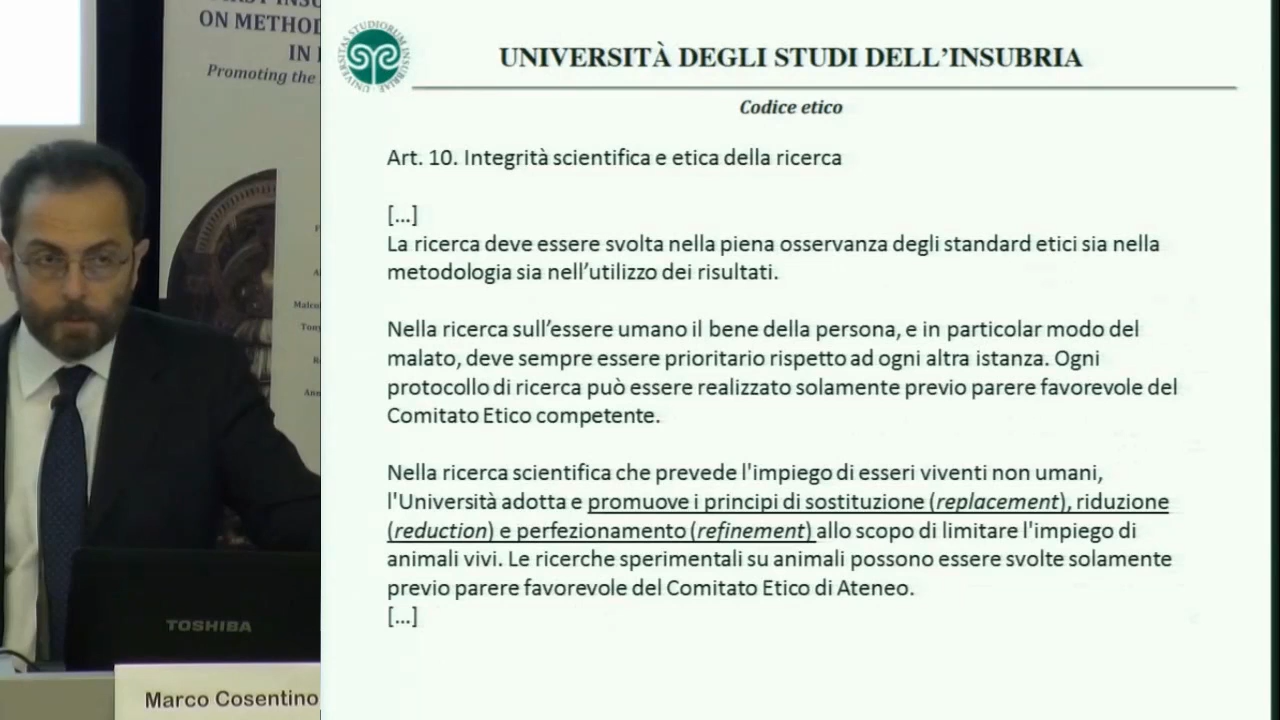 ON METHOD
IN
Promoting the
UNIVERSITÀ DEGLI STUDI DELL'INSUBRIA
Codice etico
Art. 10. Integrità scientifica e etica della ricerca
[...]
La ricerca deve essere svolta nella piena osservanza degli standard etici sia nella
metodologia sia nell'utilizzo dei risultati.
Nella ricerca sull'essere umano il bene della persona, e in particolar modo del
malato, deve sempre essere prioritario rispetto ad ogni altra istanza. Ogni
protocollo di ricerca può essere realizzato solamente previo parere favorevole del
Comitato Etico competente.
Nella ricerca scientifica che prevede l'impiego di esseri viventi non umani,
l'Università adotta e promuove i principi di sostituzione (replacement), riduzione
(reduction) e perfezionamento (refinement) allo scopo di limitare l'impiego di
animali vivi. Le ricerche sperimentali su animali possono essere svolte solamente
previo parere favorevole del Comitato Etico di Ateneo.
[...]
TOSHIBA
Marco Cosentino